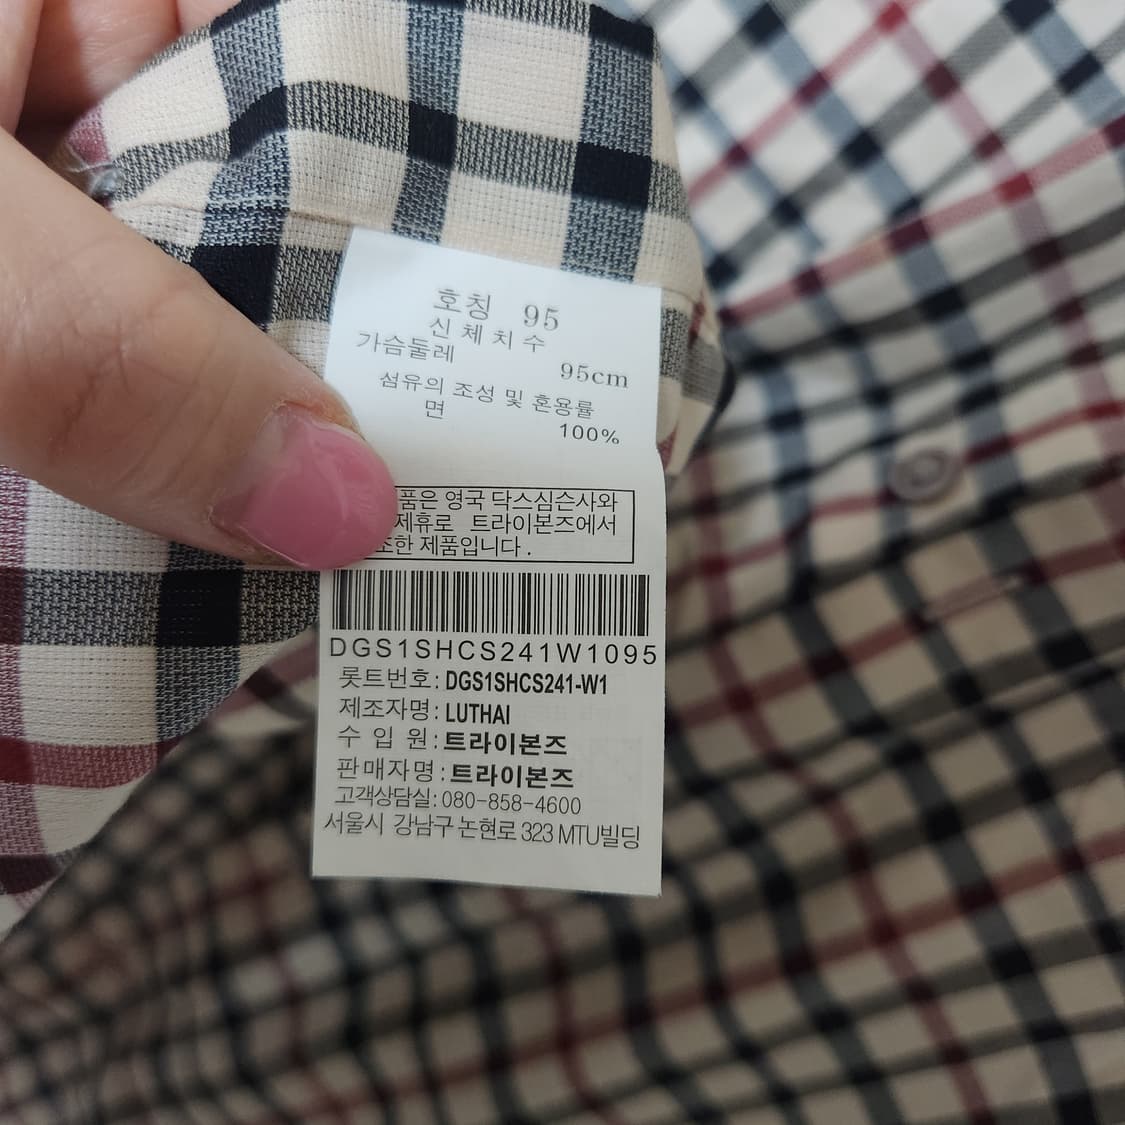 호칭 95
신 체 치 수
가슴둘레
95cm
섬유의 조성 및 혼용률
면
100%
품은 영국 닥스심슨사와
제휴로 트라이본즈에서
조한 제품입니다.
DGS1SHCS241W1095
롯트번호: DGS1SHCS241-W1
제조자명: LUTHAI
수 입 원: 트라이본즈
판매자명: 트라이본즈
고객상담실: 080-858-4600
서울시 강남구 논현로 323 MTU빌딩